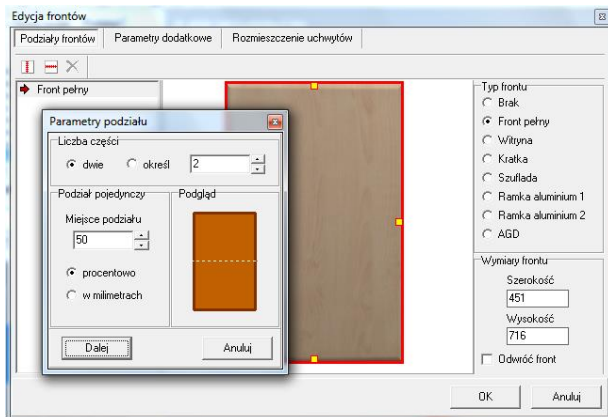 Edycja frontów
Podziały frontów
Parametry dodatkowe
Rozmieszczenie uchwytów
Front pełny
Parametry podziału
Liczba części
dwie
określ
2
Podział pojedynczy
Miejsce podziału
50
procentowo
w milimetrach
Podgląd
Dalej
Anuluj
Typ frontu
Brak
Front pełny
Witryna
Kratka
Szuflada
Ramka aluminium 1
Ramka aluminium 2
AGD
Wymiary frontu
Szerokość
451
Wysokość
716
Odwróć front
OK
Anuluj